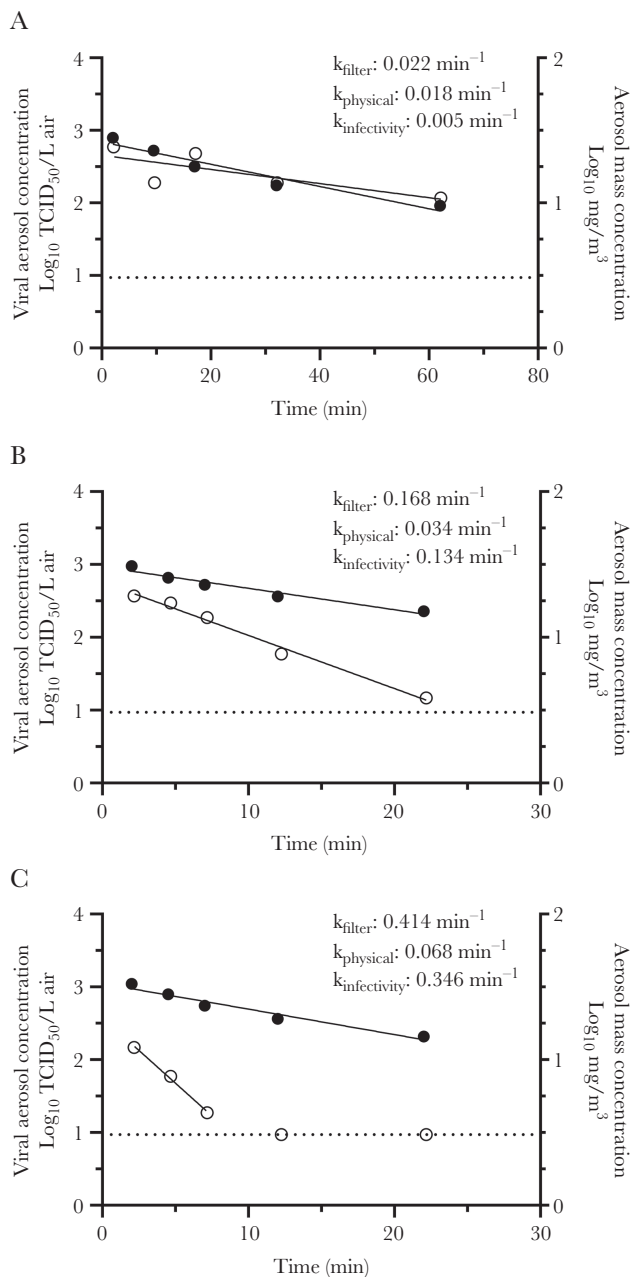 A
4
3
2
1
0
Viral aerosol concentration
Log₁₀ TCID₅₀/L air
k_filter: 0.022 min⁻¹
k_physical: 0.018 min⁻¹
k_infectivity: 0.005 min⁻¹
2
1
0
Aerosol mass concentration
Log₁₀ mg/m³
0 20 40 60 80
Time (min)
B
4
3
2
1
0
Viral aerosol concentration
Log₁₀ TCID₅₀/L air
k_filter: 0.168 min⁻¹
k_physical: 0.034 min⁻¹
k_infectivity: 0.134 min⁻¹
2
1
0
Aerosol mass concentration
Log₁₀ mg/m³
0 10 20 30
Time (min)
C
4
3
2
1
0
Viral aerosol concentration
Log₁₀ TCID₅₀/L air
k_filter: 0.414 min⁻¹
k_physical: 0.068 min⁻¹
k_infectivity: 0.346 min⁻¹
2
1
0
Aerosol mass concentration
Log₁₀ mg/m³
0 10 20 30
Time (min)